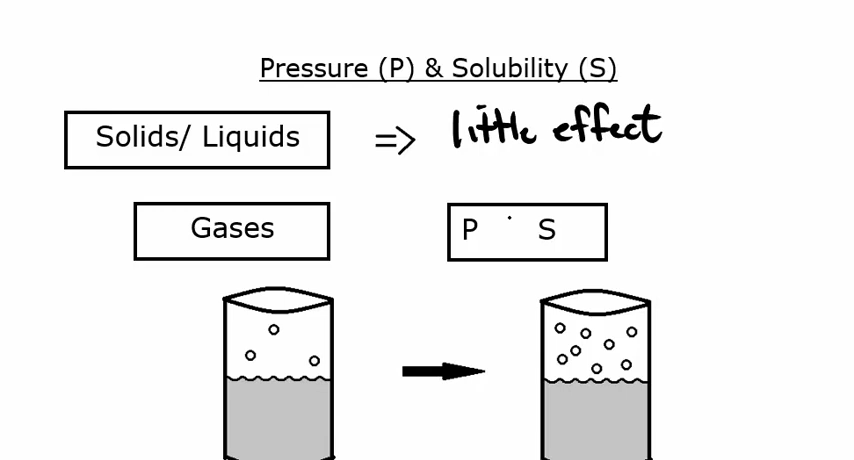 Pressure (P) & Solubility (S)
Solids/ Liquids => little effect
Gases
P S